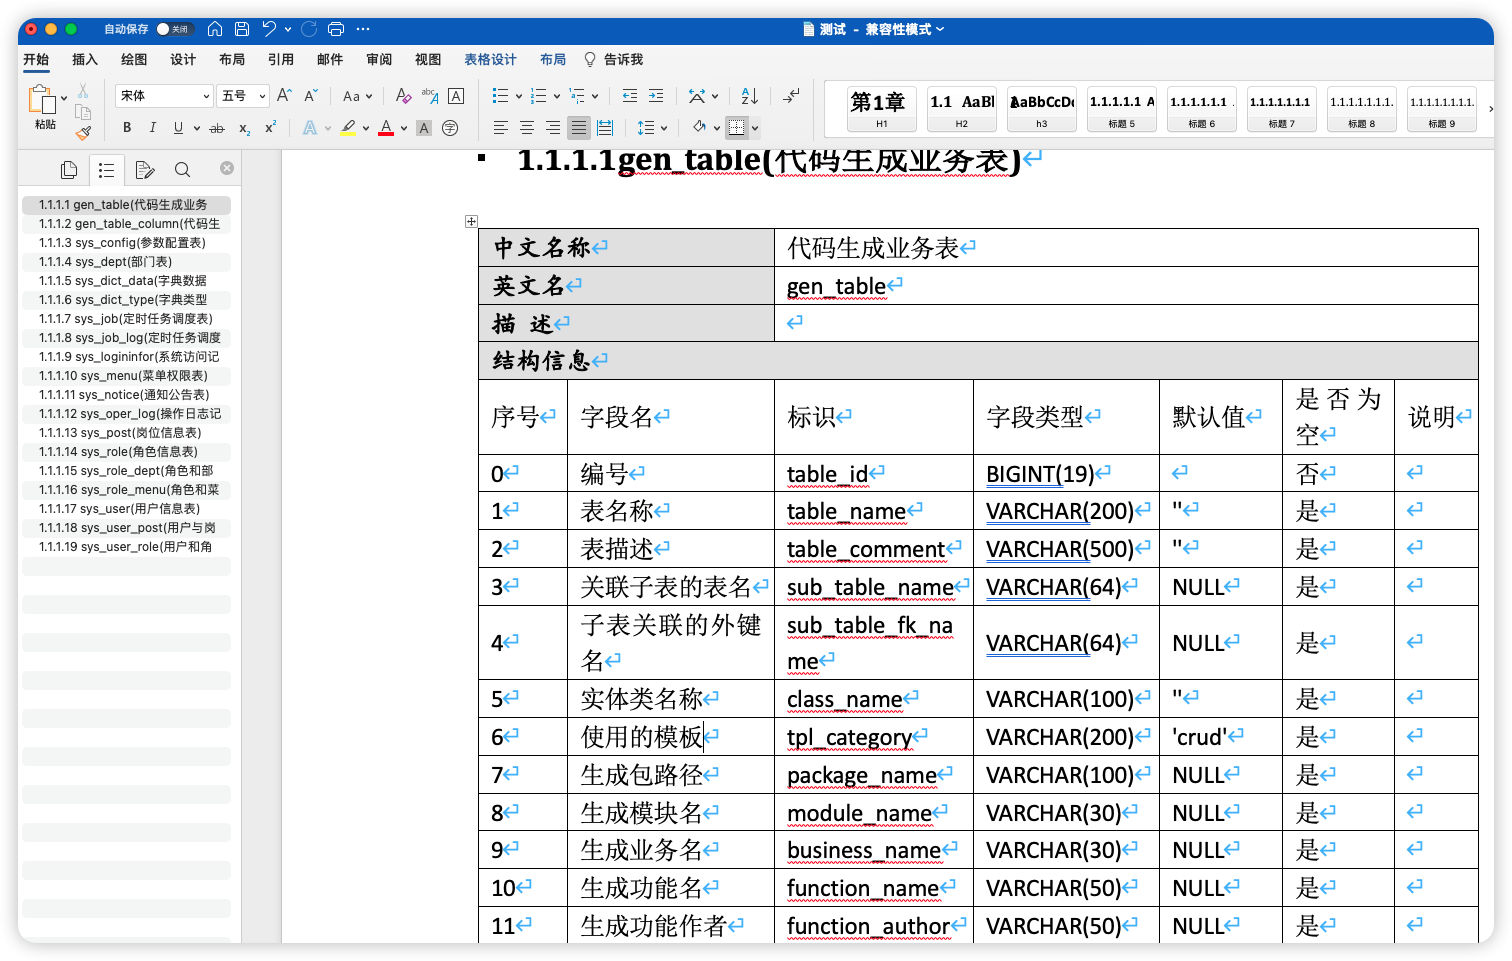 自动保存 关闭
测试 - 兼容性模式
开始 插入 绘图 设计 布局 引用 邮件 审阅 视图 表格设计 布局 告诉我
粘贴
宋体 五号 A A Aa A abc A A
B I U ab x₂ x² A A A 字
A Z
第1章 H1
1.1 AaBl H2
AaBbCcDc h3
1.1.1.1.1 A 标题 5
1.1.1.1.1.1 . 标题 6
1.1.1.1.1.1.1 标题 7
1.1.1.1.1.1.1. 标题 8
1.1.1.1.1.1.1.1. 标题 9
1.1.1.1 gen_table(代码生成业务
1.1.1.2 gen_table_column(代码生
1.1.1.3 sys_config(参数配置表)
1.1.1.4 sys_dept(部门表)
1.1.1.5 sys_dict_data(字典数据
1.1.1.6 sys_dict_type(字典类型
1.1.1.7 sys_job(定时任务调度表)
1.1.1.8 sys_job_log(定时任务调度
1.1.1.9 sys_logininfor(系统访问记
1.1.1.10 sys_menu(菜单权限表)
1.1.1.11 sys_notice(通知公告表)
1.1.1.12 sys_oper_log(操作日志记
1.1.1.13 sys_post(岗位信息表)
1.1.1.14 sys_role(角色信息表)
1.1.1.15 sys_role_dept(角色和部
1.1.1.16 sys_role_menu(角色和菜
1.1.1.17 sys_user(用户信息表)
1.1.1.18 sys_user_post(用户与岗
1.1.1.19 sys_user_role(用户和角
1.1.1.1gen_table(代码生成业务表)
中文名称 代码生成业务表
英文名 gen_table
描 述
结构信息
序号 字段名 标识 字段类型 默认值 是否为空 说明
0 编号 table_id BIGINT(19) 否
1 表名称 table_name VARCHAR(200) '' 是
2 表描述 table_comment VARCHAR(500) '' 是
3 关联子表的表名 sub_table_name VARCHAR(64) NULL 是
4 子表关联的外键名 sub_table_fk_name VARCHAR(64) NULL 是
5 实体类名称 class_name VARCHAR(100) '' 是
6 使用的模板 tpl_category VARCHAR(200) 'crud' 是
7 生成包路径 package_name VARCHAR(100) NULL 是
8 生成模块名 module_name VARCHAR(30) NULL 是
9 生成业务名 business_name VARCHAR(30) NULL 是
10 生成功能名 function_name VARCHAR(50) NULL 是
11 生成功能作者 function_author VARCHAR(50) NULL 是